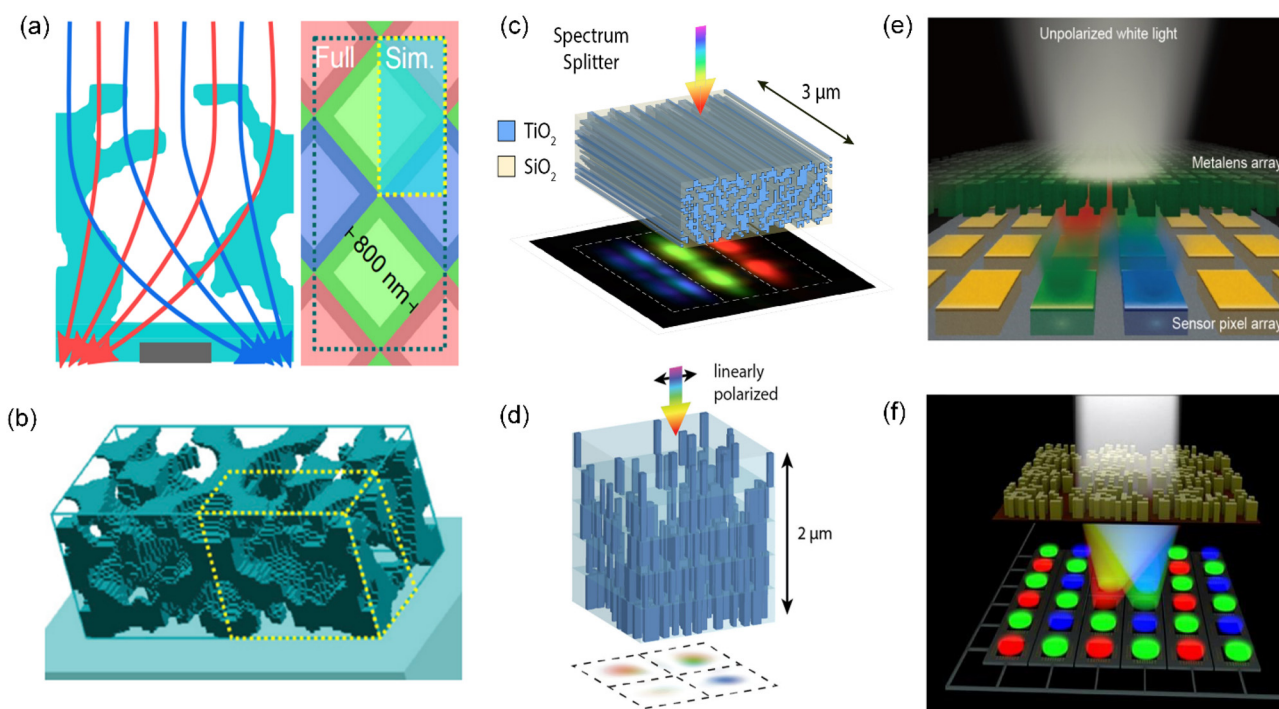 (a)
Full
Sim.
⊢800 nm⊣
(b)
(c)
Spectrum
Splitter
3 µm
TiO₂
SiO₂
(d)
linearly
polarized
2 µm
(e)
Unpolarized white light
Metalens array
Sensor pixel array
(f)